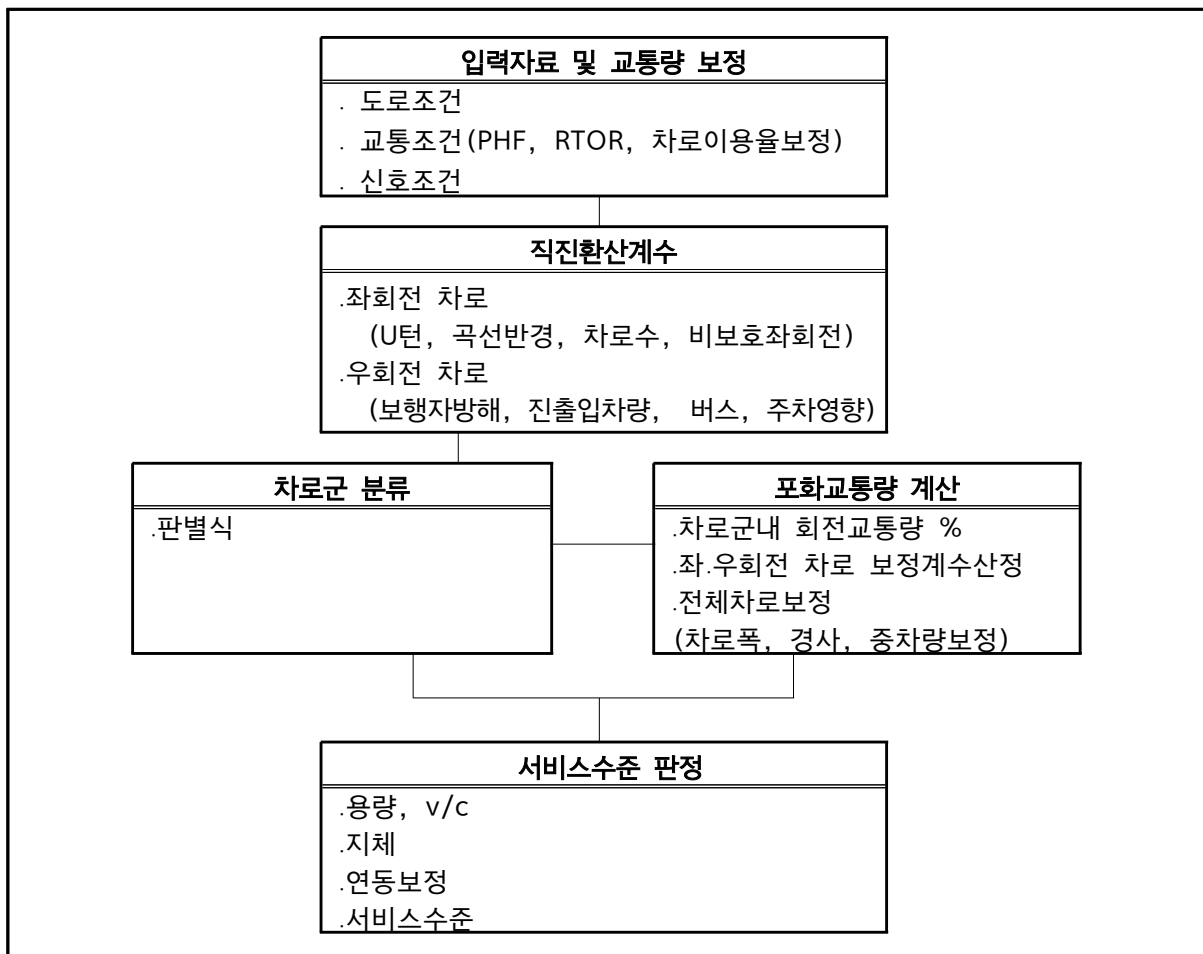 입력자료 및 교통량 보정
. 도로조건
. 교통조건(PHF, RTOR, 차로이용율보정)
. 신호조건
직진환산계수
.좌회전 차로
(U턴, 곡선반경, 차로수, 비보호좌회전)
.우회전 차로
(보행자방해, 진출입차량, 버스, 주차영향)
차로군 분류
.판별식
포화교통량 계산
.차로군내 회전교통량 %
.좌.우회전 차로 보정계수산정
.전체차로보정
(차로폭, 경사, 중차량보정)
서비스수준 판정
.용량, v/c
.지체
.연동보정
.서비스수준